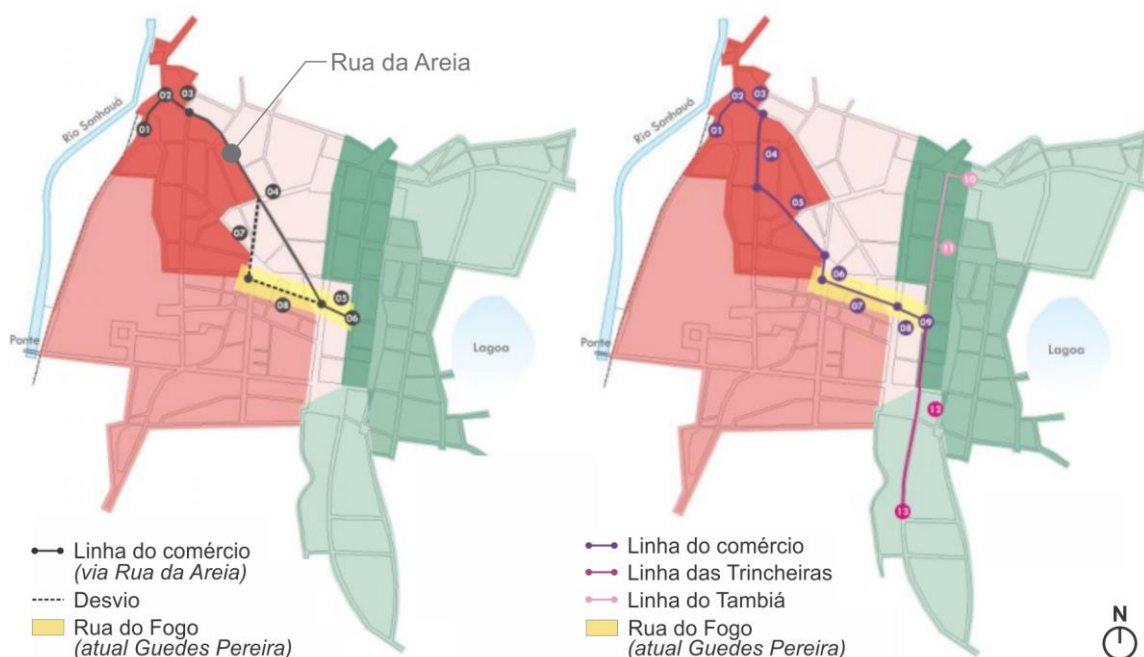 Rua da Areia
Rio Sanhauá
01
02
03
04
07
08
05
06
Ponte
Lagoa
Linha do comércio
(via Rua da Areia)
Desvio
Rua do Fogo
(atual Guedes Pereira)
Rio Sanhauá
01
02
03
04
05
06
07
08
09
10
11
12
13
Ponte
Lagoa
Linha do comércio
Linha das Trincheiras
Linha do Tambiá
Rua do Fogo
(atual Guedes Pereira)
N